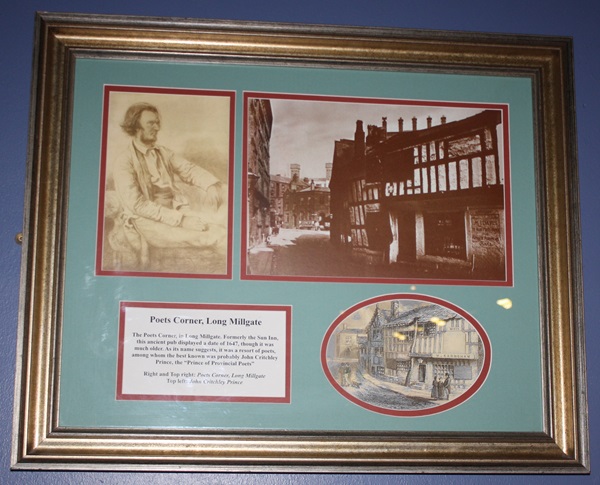 Poets Corner, Long Millgate
The Poets Corner, in Long Millgate. Formerly the Sun Inn,
this ancient pub displayed a date of 1647, though it was
much older. As its name suggests, it was a resort of poets,
among whom the best known was probably John Critchley
Prince, the "Prince of Provincial Poets"
Right and Top right: Poets Corner, Long Millgate
Top left: John Critchley Prince